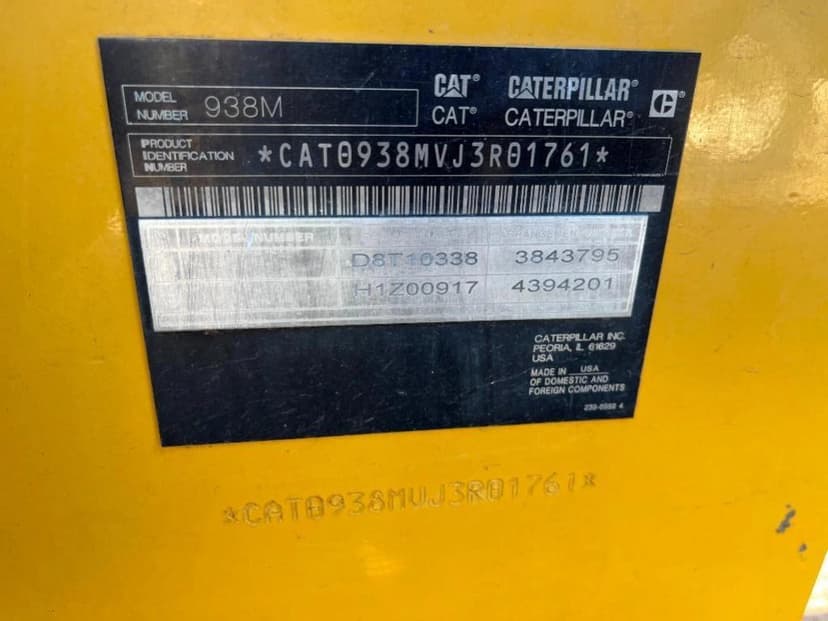 MODEL NUMBER 938M
CAT® CATERPILLAR®
CAT® CATERPILLAR®
PRODUCT IDENTIFICATION NUMBER *CAT0938MVJ3R01761*
NUMBER
D8T10338 3843795
H1Z00917 4394201
CATERPILLAR INC.
PEORIA, IL 61629
USA
MADE IN USA
OF DOMESTIC AND
FOREIGN COMPONENTS
*CAT0938MVJ3R01761*